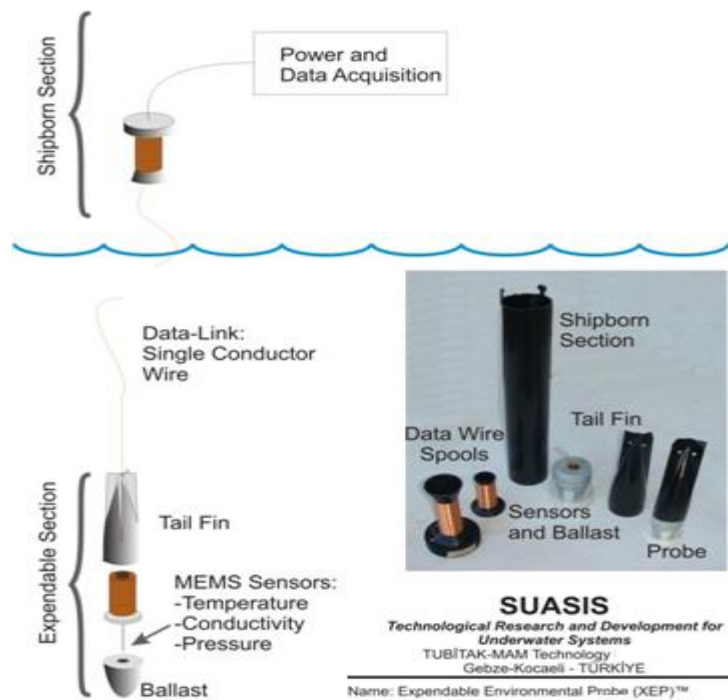 Shipborn Section
Power and
Data Acquisition
Data-Link:
Single Conductor
Wire
Expendable Section
Tail Fin
MEMS Sensors:
-Temperature
-Conductivity
-Pressure
Ballast
Shipborn
Section
Tail Fin
Data Wire
Spools
Sensors
and Ballast
Probe
SUASIS
Technological Research and Development for
Underwater Systems
TUBİTAK-MAM Technology
Gebze-Kocaeli - TÜRKİYE
Name: Expendable Environmental Probe (XEP)™